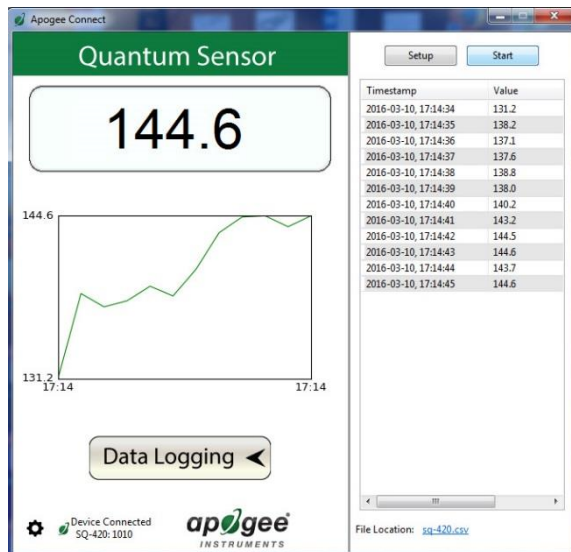 Apogee Connect
Quantum Sensor
144.6
144.6
131.2
17:14 17:14
Data Logging
Device Connected
SQ-420: 1010
apogee
INSTRUMENTS
Setup Start
Timestamp Value
2016-03-10, 17:14:34 131.2
2016-03-10, 17:14:35 138.2
2016-03-10, 17:14:36 137.1
2016-03-10, 17:14:37 137.6
2016-03-10, 17:14:38 138.8
2016-03-10, 17:14:39 138.0
2016-03-10, 17:14:40 140.2
2016-03-10, 17:14:41 143.2
2016-03-10, 17:14:42 144.5
2016-03-10, 17:14:43 144.6
2016-03-10, 17:14:44 143.7
2016-03-10, 17:14:45 144.6
File Location: sq-420.csv